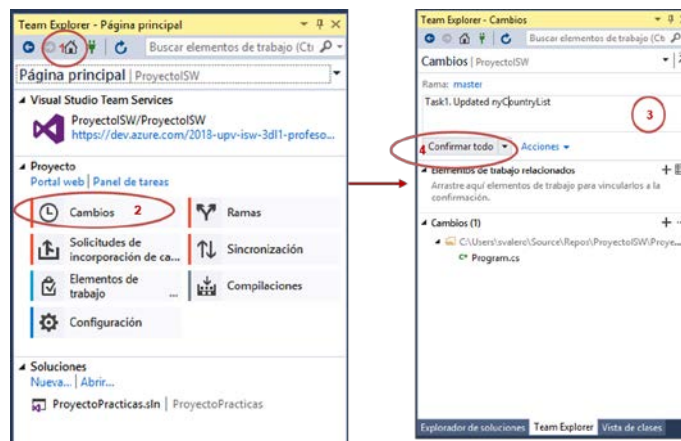 Team Explorer - Página principal
1
Buscar elementos de trabajo (Ct
Página principal | ProyectoISW
Visual Studio Team Services
ProyectoISW/ProyectoISW
https://dev.azure.com/2018-upv-isw-3dl1-profeso...
Proyecto
Portal web | Panel de tareas
Cambios 2
Ramas
Solicitudes de
incorporación de ca...
Sincronización
Elementos de
trabajo ...
Compilaciones
Configuración
Soluciones
Nueva... | Abrir...
ProyectoPracticas.sln | ProyectoPracticas
Team Explorer - Cambios
Buscar elementos de trabajo (Ct
Cambios | ProyectoISW
Rama: master
Task1. Updated nyCountryList
3
4 Confirmar todo Acciones
Elementos de trabajo relacionados
Arrastre aquí elementos de trabajo para vincularlos a la
confirmación.
Cambios (1)
C:\Users\svalero\Source\Repos\ProyectoISW\Proye...
C# Program.cs
Explorador de soluciones Team Explorer Vista de clases